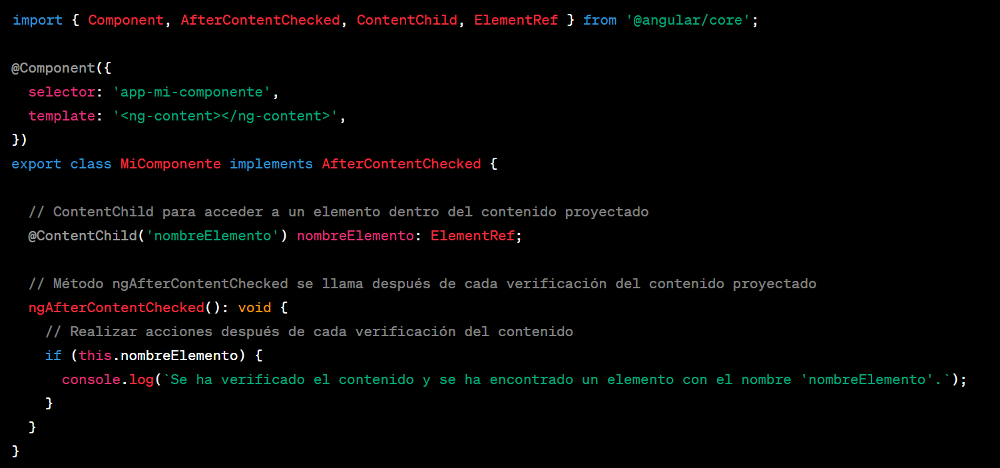 import { Component, AfterContentChecked, ContentChild, ElementRef } from '@angular/core';
@Component({
selector: 'app-mi-componente',
template: '<ng-content></ng-content>',
})
export class MiComponente implements AfterContentChecked {
// ContentChild para acceder a un elemento dentro del contenido proyectado
@ContentChild('nombreElemento') nombreElemento: ElementRef;
// Método ngAfterContentChecked se llama después de cada verificación del contenido proyectado
ngAfterContentChecked(): void {
// Realizar acciones después de cada verificación del contenido
if (this.nombreElemento) {
console.log(`Se ha verificado el contenido y se ha encontrado un elemento con el nombre 'nombreElemento'.`);
}
}
}